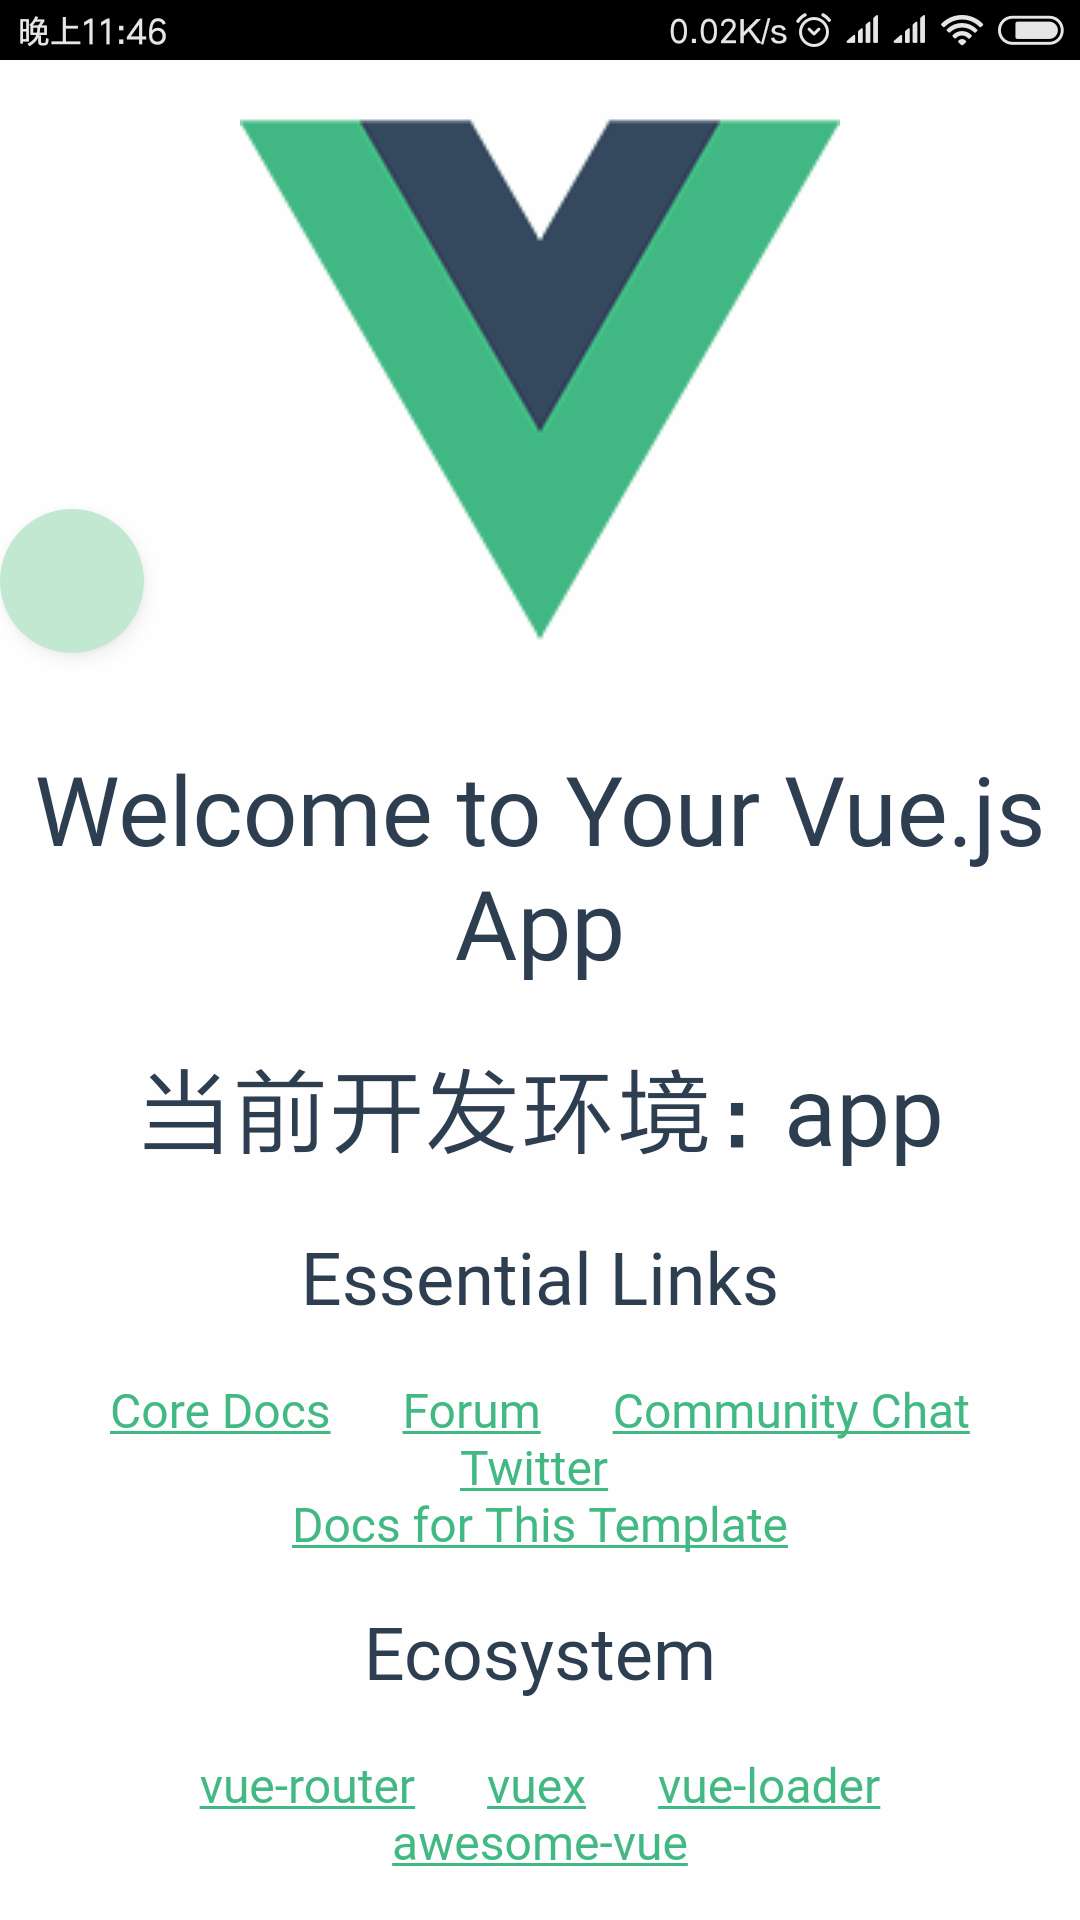 晚上11:46 0.02K/s
Welcome to Your Vue.js
App
当前开发环境：app
Essential Links
Core Docs Forum Community Chat
Twitter
Docs for This Template
Ecosystem
vue-router vuex vue-loader
awesome-vue